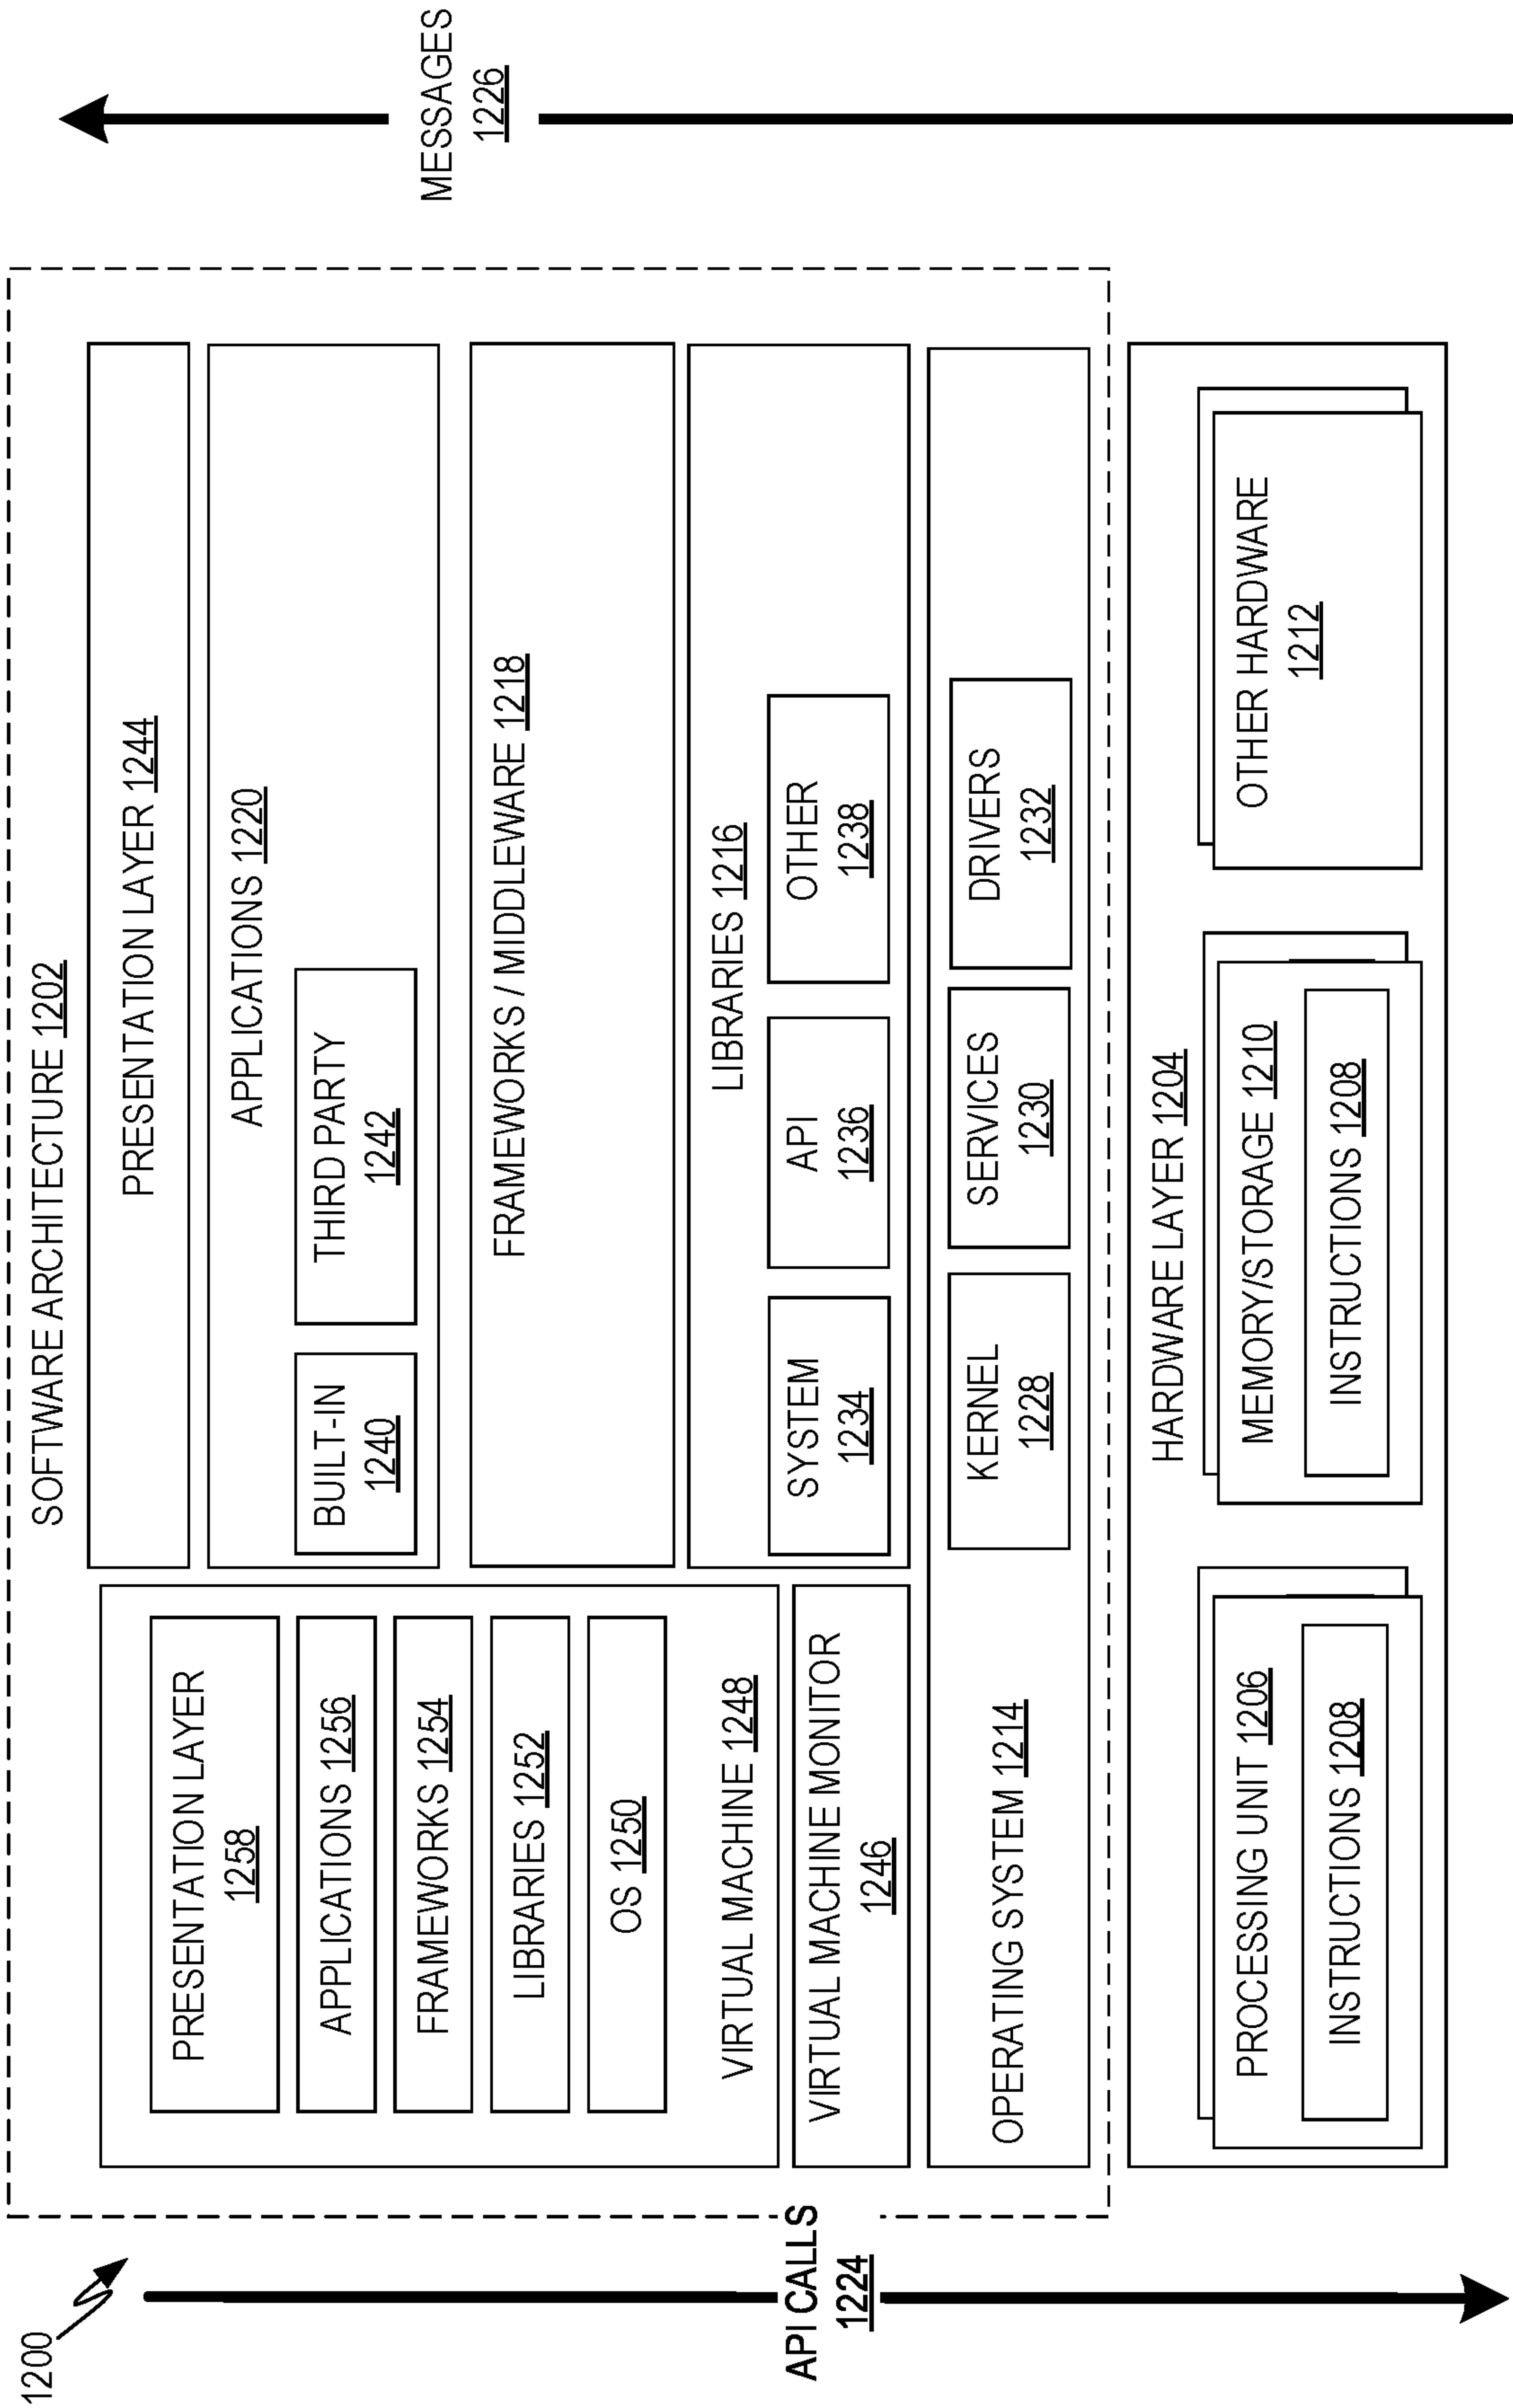 1200
SOFTWARE ARCHITECTURE 1202
PRESENTATION LAYER
1258
APPLICATIONS 1256
FRAMEWORKS 1254
LIBRARIES 1252
OS 1250
VIRTUAL MACHINE 1248
VIRTUAL MACHINE MONITOR
1246
PRESENTATION LAYER 1244
APPLICATIONS 1220
BUILT-IN
1240
THIRD PARTY
1242
FRAMEWORKS / MIDDLEWARE 1218
LIBRARIES 1216
SYSTEM
1234
API
1236
OTHER
1238
OPERATING SYSTEM 1214
KERNEL
1228
SERVICES
1230
DRIVERS
1232
HARDWARE LAYER 1204
PROCESSING UNIT 1206
INSTRUCTIONS 1208
MEMORY/STORAGE 1210
INSTRUCTIONS 1208
OTHER HARDWARE
1212
API CALLS
1224
MESSAGES
1226